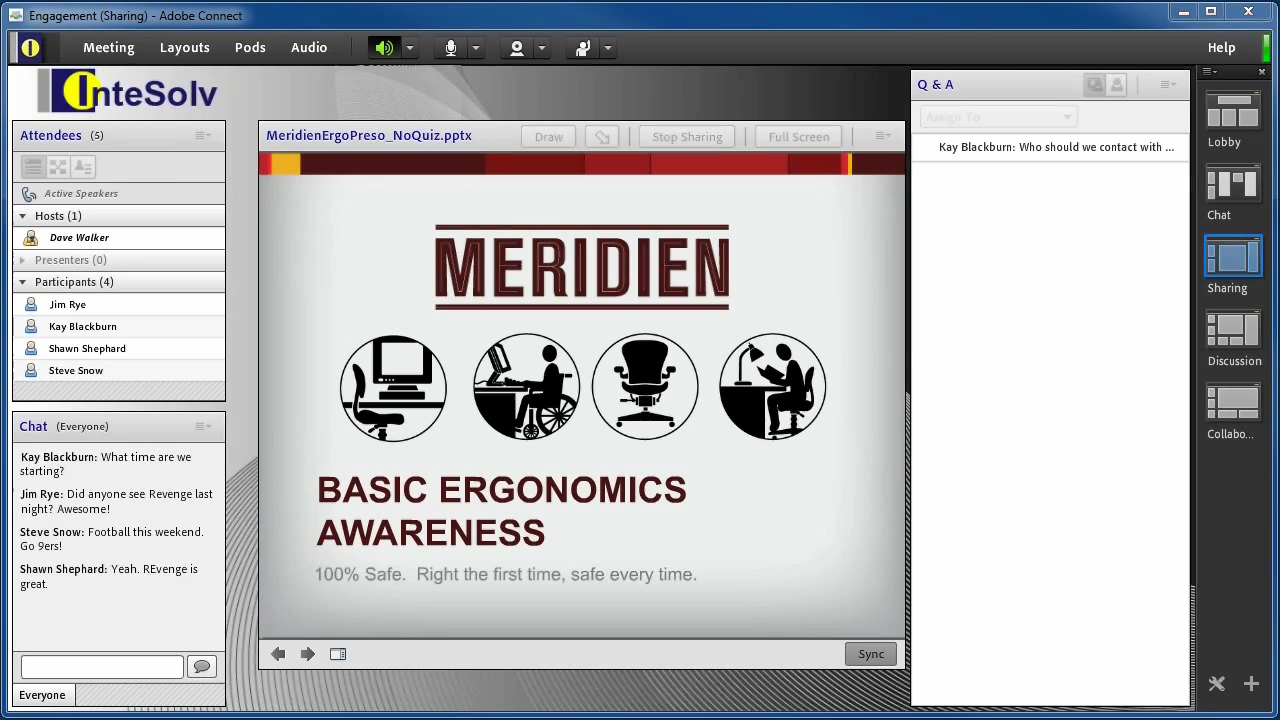 Engagement (Sharing) - Adobe Connect
Meeting Layouts Pods Audio Help
InteSolv
Attendees (5)
Active Speakers
Hosts (1)
Dave Walker
Presenters (0)
Participants (4)
Jim Rye
Kay Blackburn
Shawn Shephard
Steve Snow
Chat (Everyone)
Kay Blackburn: What time are we
starting?
Jim Rye: Did anyone see Revenge last
night? Awesome!
Steve Snow: Football this weekend.
Go 9ers!
Shawn Shephard: Yeah. REvenge is
great.
Everyone
MeridienErgoPreso_NoQuiz.pptx Draw Stop Sharing Full Screen
MERIDIEN
BASIC ERGONOMICS
AWARENESS
100% Safe. Right the first time, safe every time.
Sync
Q & A
Assign To
Kay Blackburn: Who should we contact with ...
Lobby
Chat
Sharing
Discussion
Collabo...